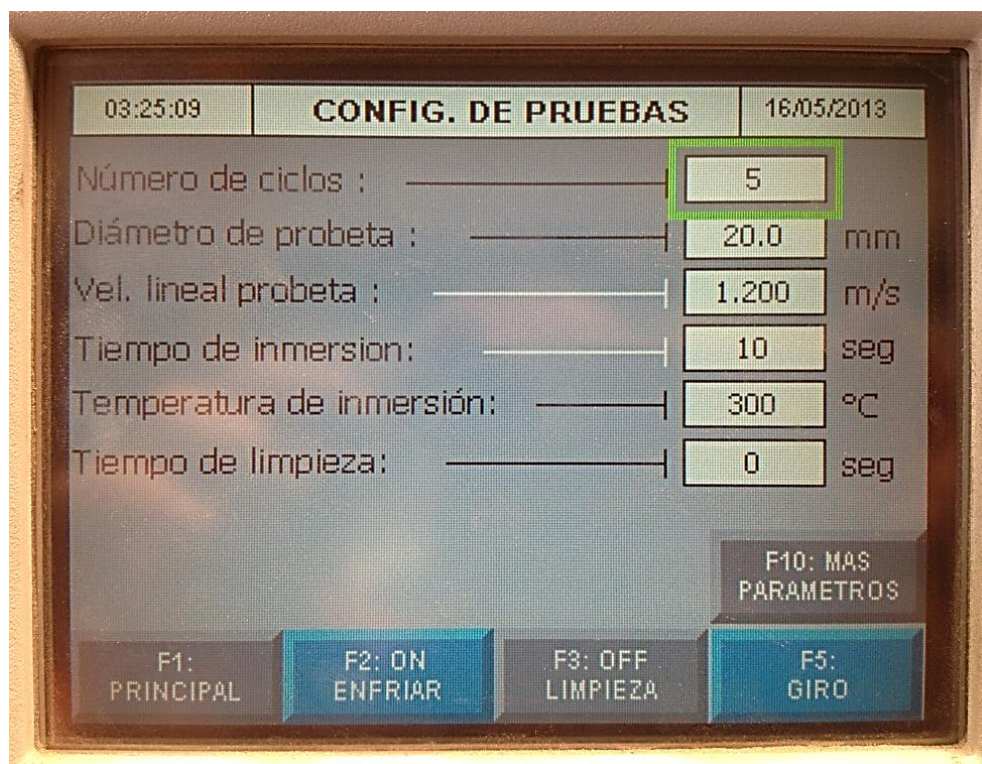 03:25:09 CONFIG. DE PRUEBAS 16/05/2013
Número de ciclos : 5
Diámetro de probeta : 20.0 mm
Vel. lineal probeta : 1.200 m/s
Tiempo de inmersion: 10 seg
Temperatura de inmersión: 300 °C
Tiempo de limpieza: 0 seg
F10: MAS
PARAMETROS
F1:
PRINCIPAL
F2: ON
ENFRIAR
F3: OFF
LIMPIEZA
F5:
GIRO